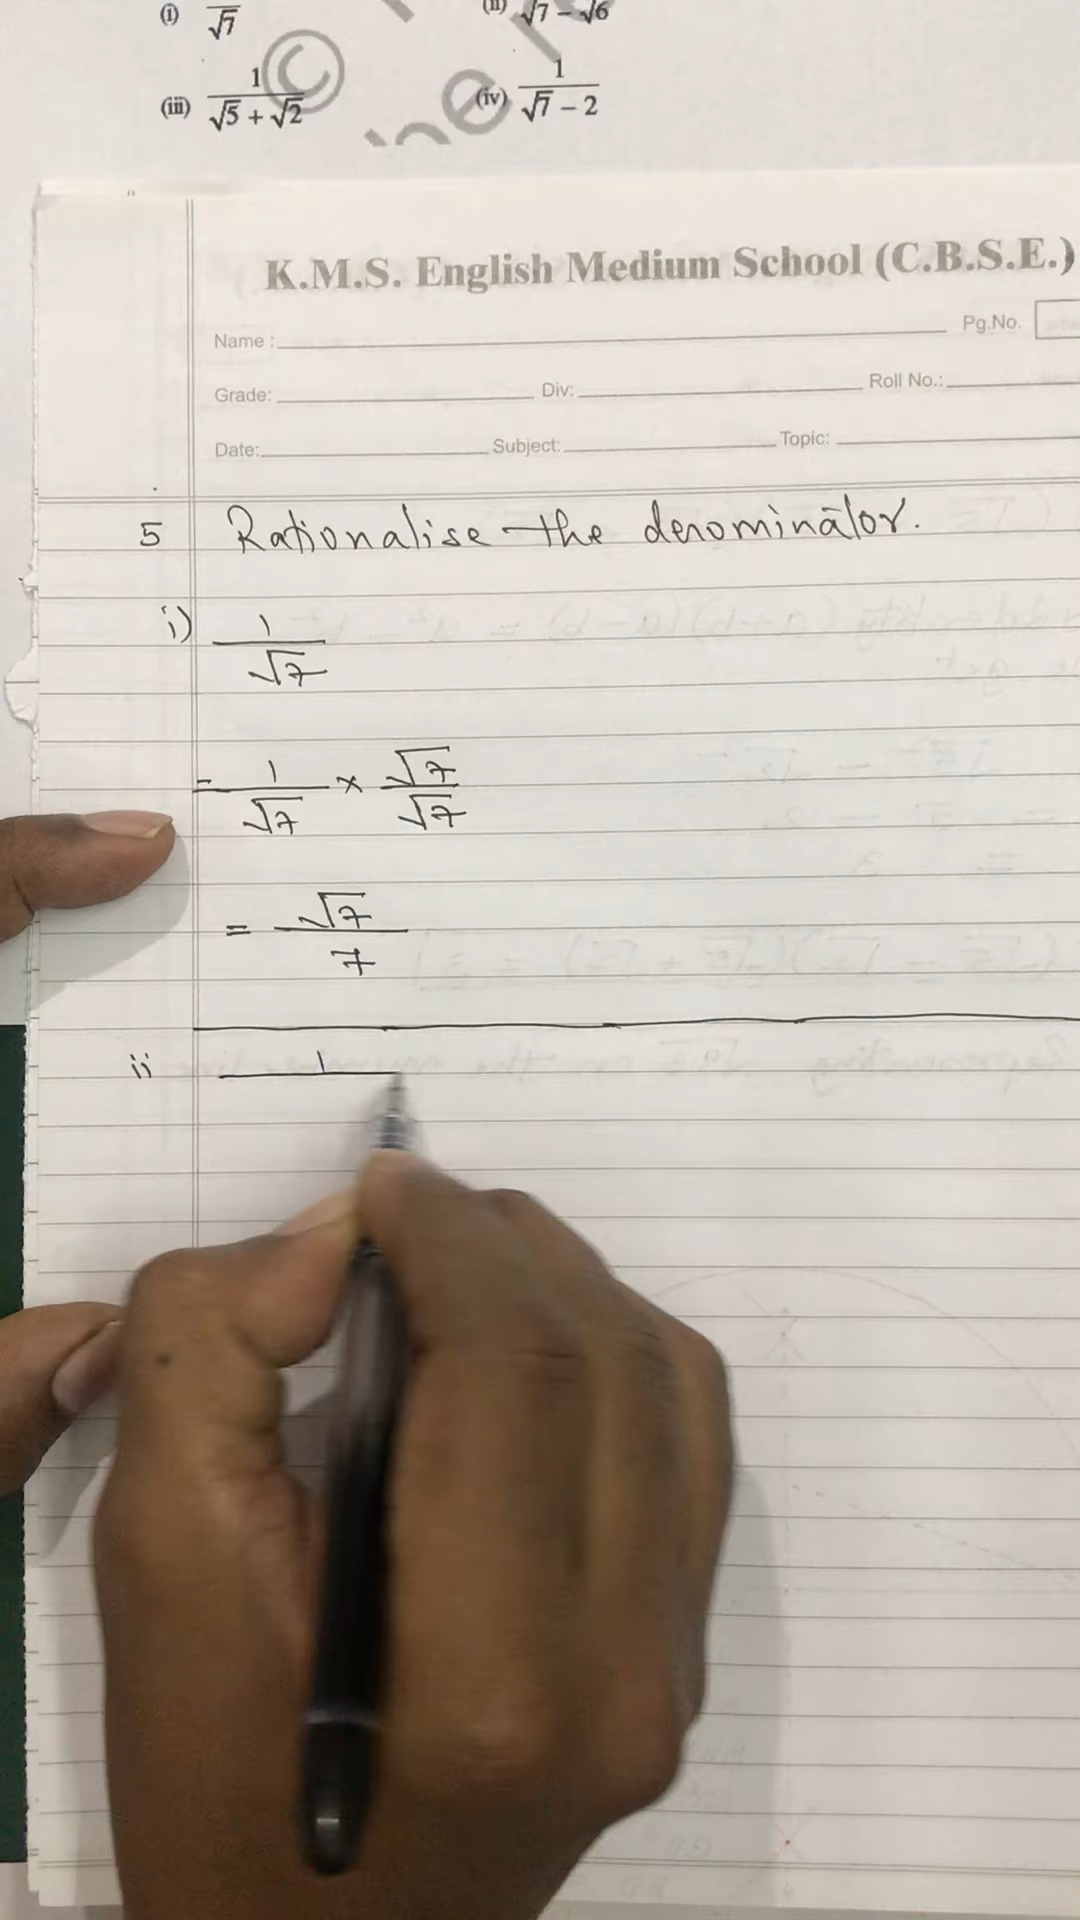 (i) √7 (ii) √7 – √6
(iii) 1/(√5 + √2) (iv) 1/(√7 – 2)
©
K.M.S. English Medium School (C.B.S.E.)
Name : Pg.No.
Grade: Div: Roll No.:
Date: Subject: Topic:
5 Rationalise the denominator.
i) 1/√7
= 1/√7 × √7/√7
= √7/7
ii 1